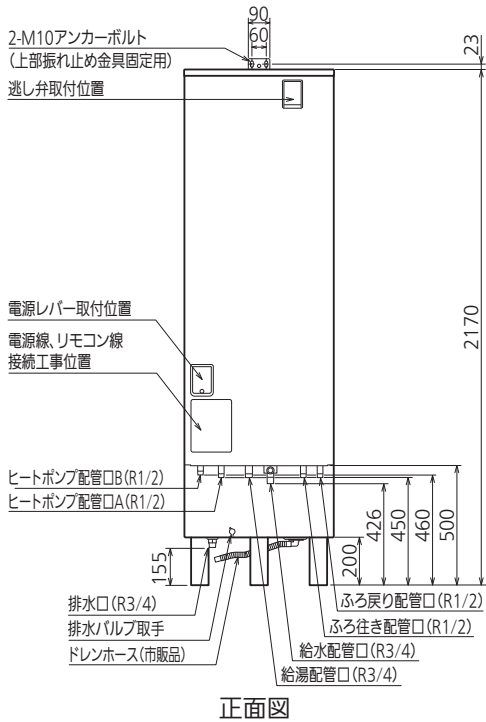 90
60
23
2-M10アンカーボルト
(上部振れ止め金具固定用)
逃し弁取付位置
電源レバー取付位置
電源線、リモコン線
接続工事位置
2170
ヒートポンプ配管口B(R1/2)
ヒートポンプ配管口A(R1/2)
155
200
426
450
460
500
排水口(R3/4)
排水バルブ取手
ドレンホース(市販品)
ふろ戻り配管口(R1/2)
ふろ往き配管口(R1/2)
給水配管口(R3/4)
給湯配管口(R3/4)
正面図